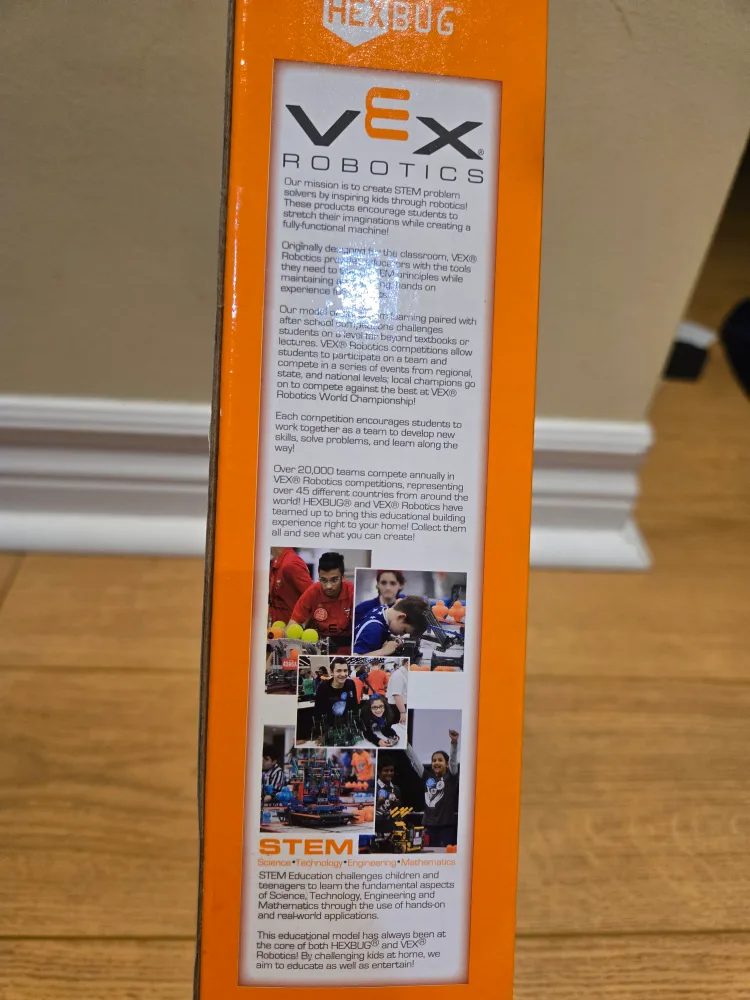 HEXBUG
VEX®
ROBOTICS
Our mission is to create STEM problem
solvers by inspiring kids through robotics!
These products encourage students to
stretch their imaginations while creating a
fully-functional machine!
Originally designed for the classroom, VEX®
Robotics provides educators with the tools
they need to STEM principles while
maintaining hands on
experience
Our model of learning paired with
after school competitions challenges
students on a level far beyond textbooks or
lectures. VEX® Robotics competitions allow
students to participate on a team and
compete in a series of events from regional,
state, and national levels; local champions go
on to compete against the best at VEX®
Robotics World Championship!
Each competition encourages students to
work together as a team to develop new
skills, solve problems, and learn along the
way!
Over 20,000 teams compete annually in
VEX® Robotics competitions, representing
over 45 different countries from around the
world! HEXBUG® and VEX® Robotics have
teamed up to bring this educational building
experience right to your home! Collect them
all and see what you can create!
STEM
Science•Technology•Engineering•Mathematics
STEM Education challenges children and
teenagers to learn the fundamental aspects
of Science, Technology, Engineering and
Mathematics through the use of hands-on
and real-world applications.
This educational model has always been at
the core of both HEXBUG® and VEX®
Robotics! By challenging kids at home, we
aim to educate as well as entertain!